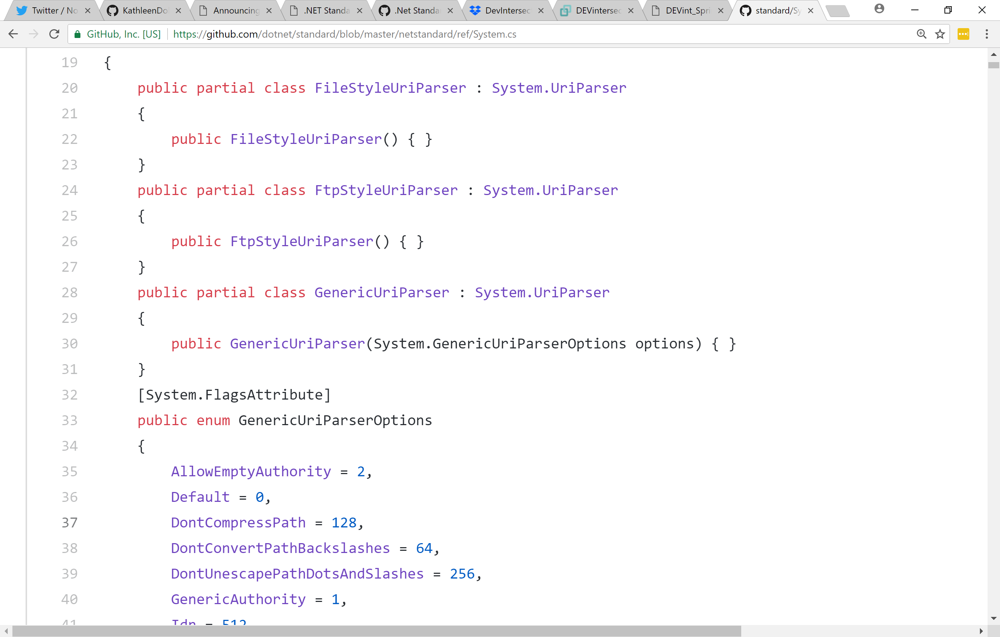 Twitter / No
KathleenDol
Announcing
.NET Standa
.Net Standa
DevIntersec
DEVintersec
DEVint_Spri
standard/Sy
GitHub, Inc. [US] https://github.com/dotnet/standard/blob/master/netstandard/ref/System.cs
19 {
20 public partial class FileStyleUriParser : System.UriParser
21 {
22 public FileStyleUriParser() { }
23 }
24 public partial class FtpStyleUriParser : System.UriParser
25 {
26 public FtpStyleUriParser() { }
27 }
28 public partial class GenericUriParser : System.UriParser
29 {
30 public GenericUriParser(System.GenericUriParserOptions options) { }
31 }
32 [System.FlagsAttribute]
33 public enum GenericUriParserOptions
34 {
35 AllowEmptyAuthority = 2,
36 Default = 0,
37 DontCompressPath = 128,
38 DontConvertPathBackslashes = 64,
39 DontUnescapePathDotsAndSlashes = 256,
40 GenericAuthority = 1,
41 Idn = 512